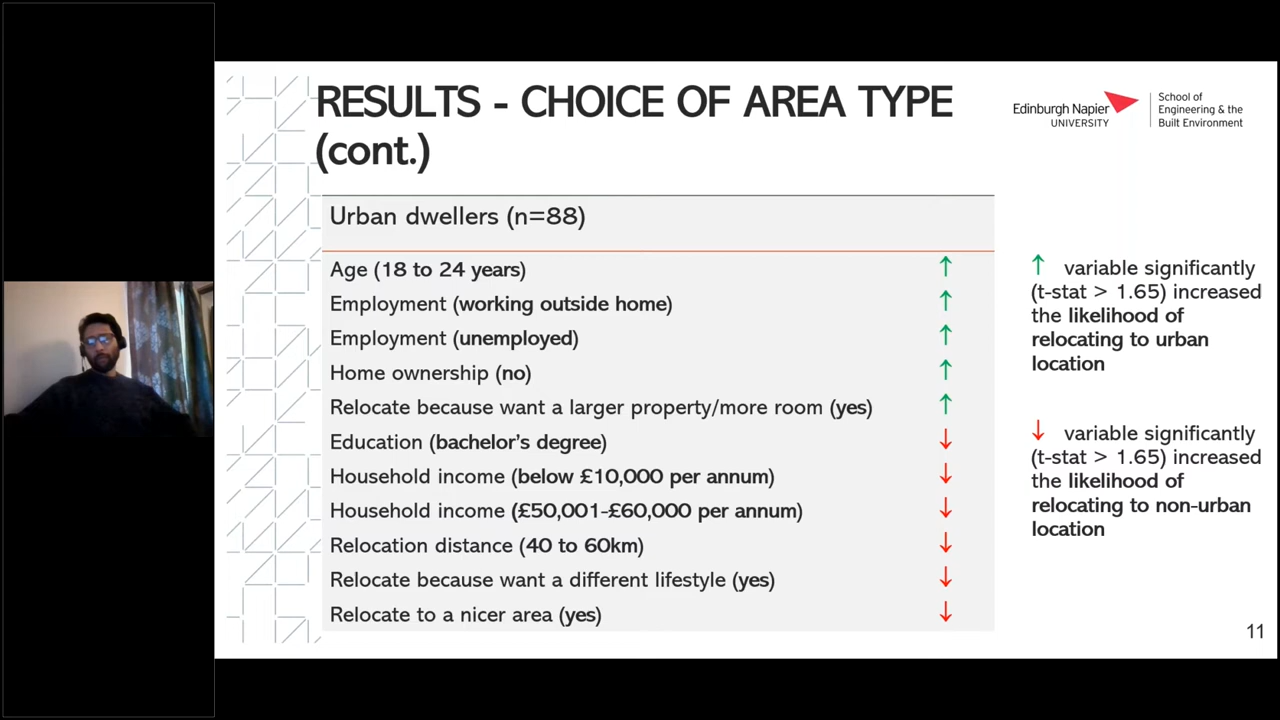 RESULTS - CHOICE OF AREA TYPE
(cont.)
Edinburgh Napier
UNIVERSITY
School of
Engineering & the
Built Environment
Urban dwellers (n=88)
Age (18 to 24 years) ↑
Employment (working outside home) ↑
Employment (unemployed) ↑
Home ownership (no) ↑
Relocate because want a larger property/more room (yes) ↑
Education (bachelor's degree) ↓
Household income (below £10,000 per annum) ↓
Household income (£50,001-£60,000 per annum) ↓
Relocation distance (40 to 60km) ↓
Relocate because want a different lifestyle (yes) ↓
Relocate to a nicer area (yes) ↓
↑ variable significantly
(t-stat > 1.65) increased
the likelihood of
relocating to urban
location
↓ variable significantly
(t-stat > 1.65) increased
the likelihood of
relocating to non-urban
location
11